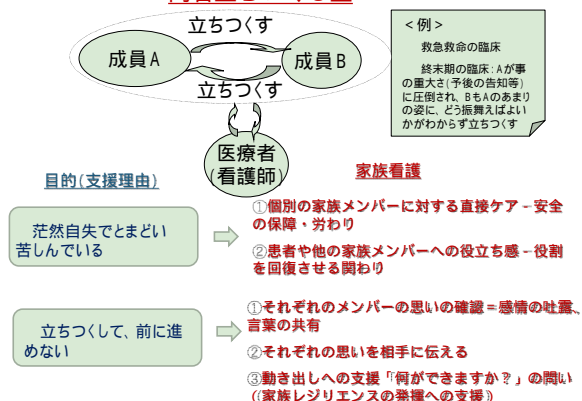 立ちつくす
成員A
成員B
立ちつくす
医療者
(看護師)
<例>
救急救命の臨床
終末期の臨床:Aが事
の重大さ(予後の告知等)
に圧倒され、BもAのあまり
の姿に、どう振舞えばよい
かがわからず立ちつくす
目的(支援理由)
家族看護
茫然自失でとまどい
苦しんでいる
①個別の家族メンバーに対する直接ケア-安全
の保障・労わり
②患者や他の家族メンバーへの役立ち感-役割
を回復させる関わり
立ちつくして、前に進
めない
①それぞれのメンバーの思いの確認=感情の吐露、
言葉の共有
②それぞれの思いを相手に伝える
③動き出しへの支援「何ができますか?」の問い
((家族レジリエンスの発揮への支援)